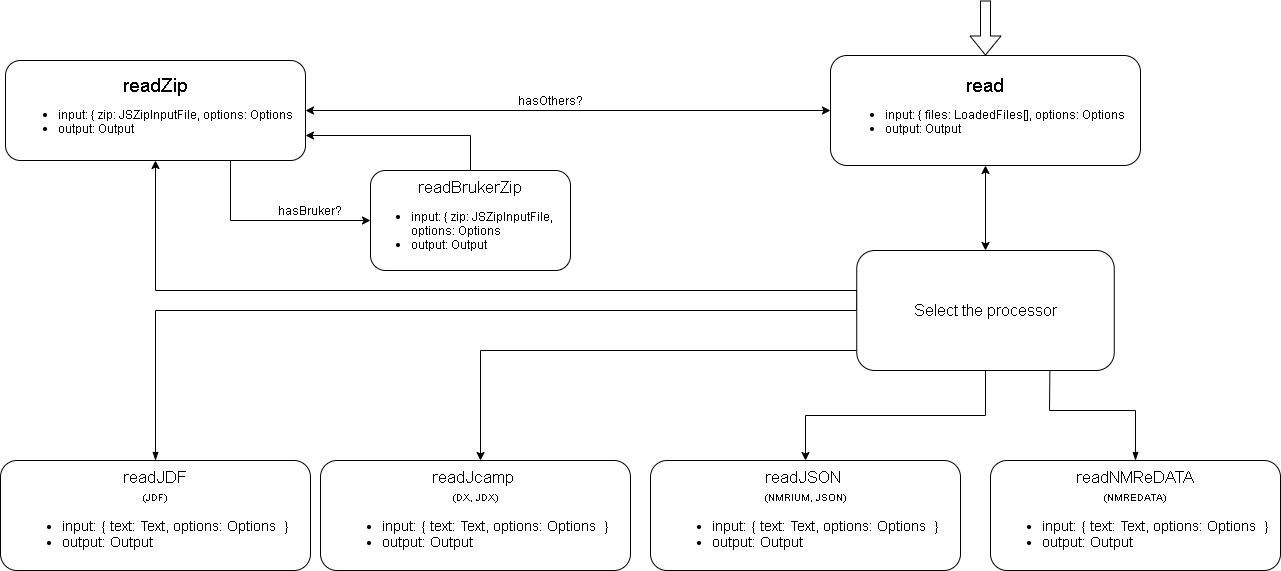 readZip
• input: { zip: JSZipInputFile, options: Options
• output: Output
hasOthers?
read
• input: { files: LoadedFiles[], options: Options
• output: Output
hasBruker?
readBrukerZip
• input: { zip: JSZipInputFile,
options: Options
• output: Output
Select the processor
readJDF
(JDF)
• input: { text: Text, options: Options }
• output: Output
readJcamp
(DX, JDX)
• input: { text: Text, options: Options }
• output: Output
readJSON
(NMRIUM, JSON)
• input: { text: Text, options: Options }
• output: Output
readNMReDATA
(NMREDATA)
• input: { text: Text, options: Options }
• output: Output